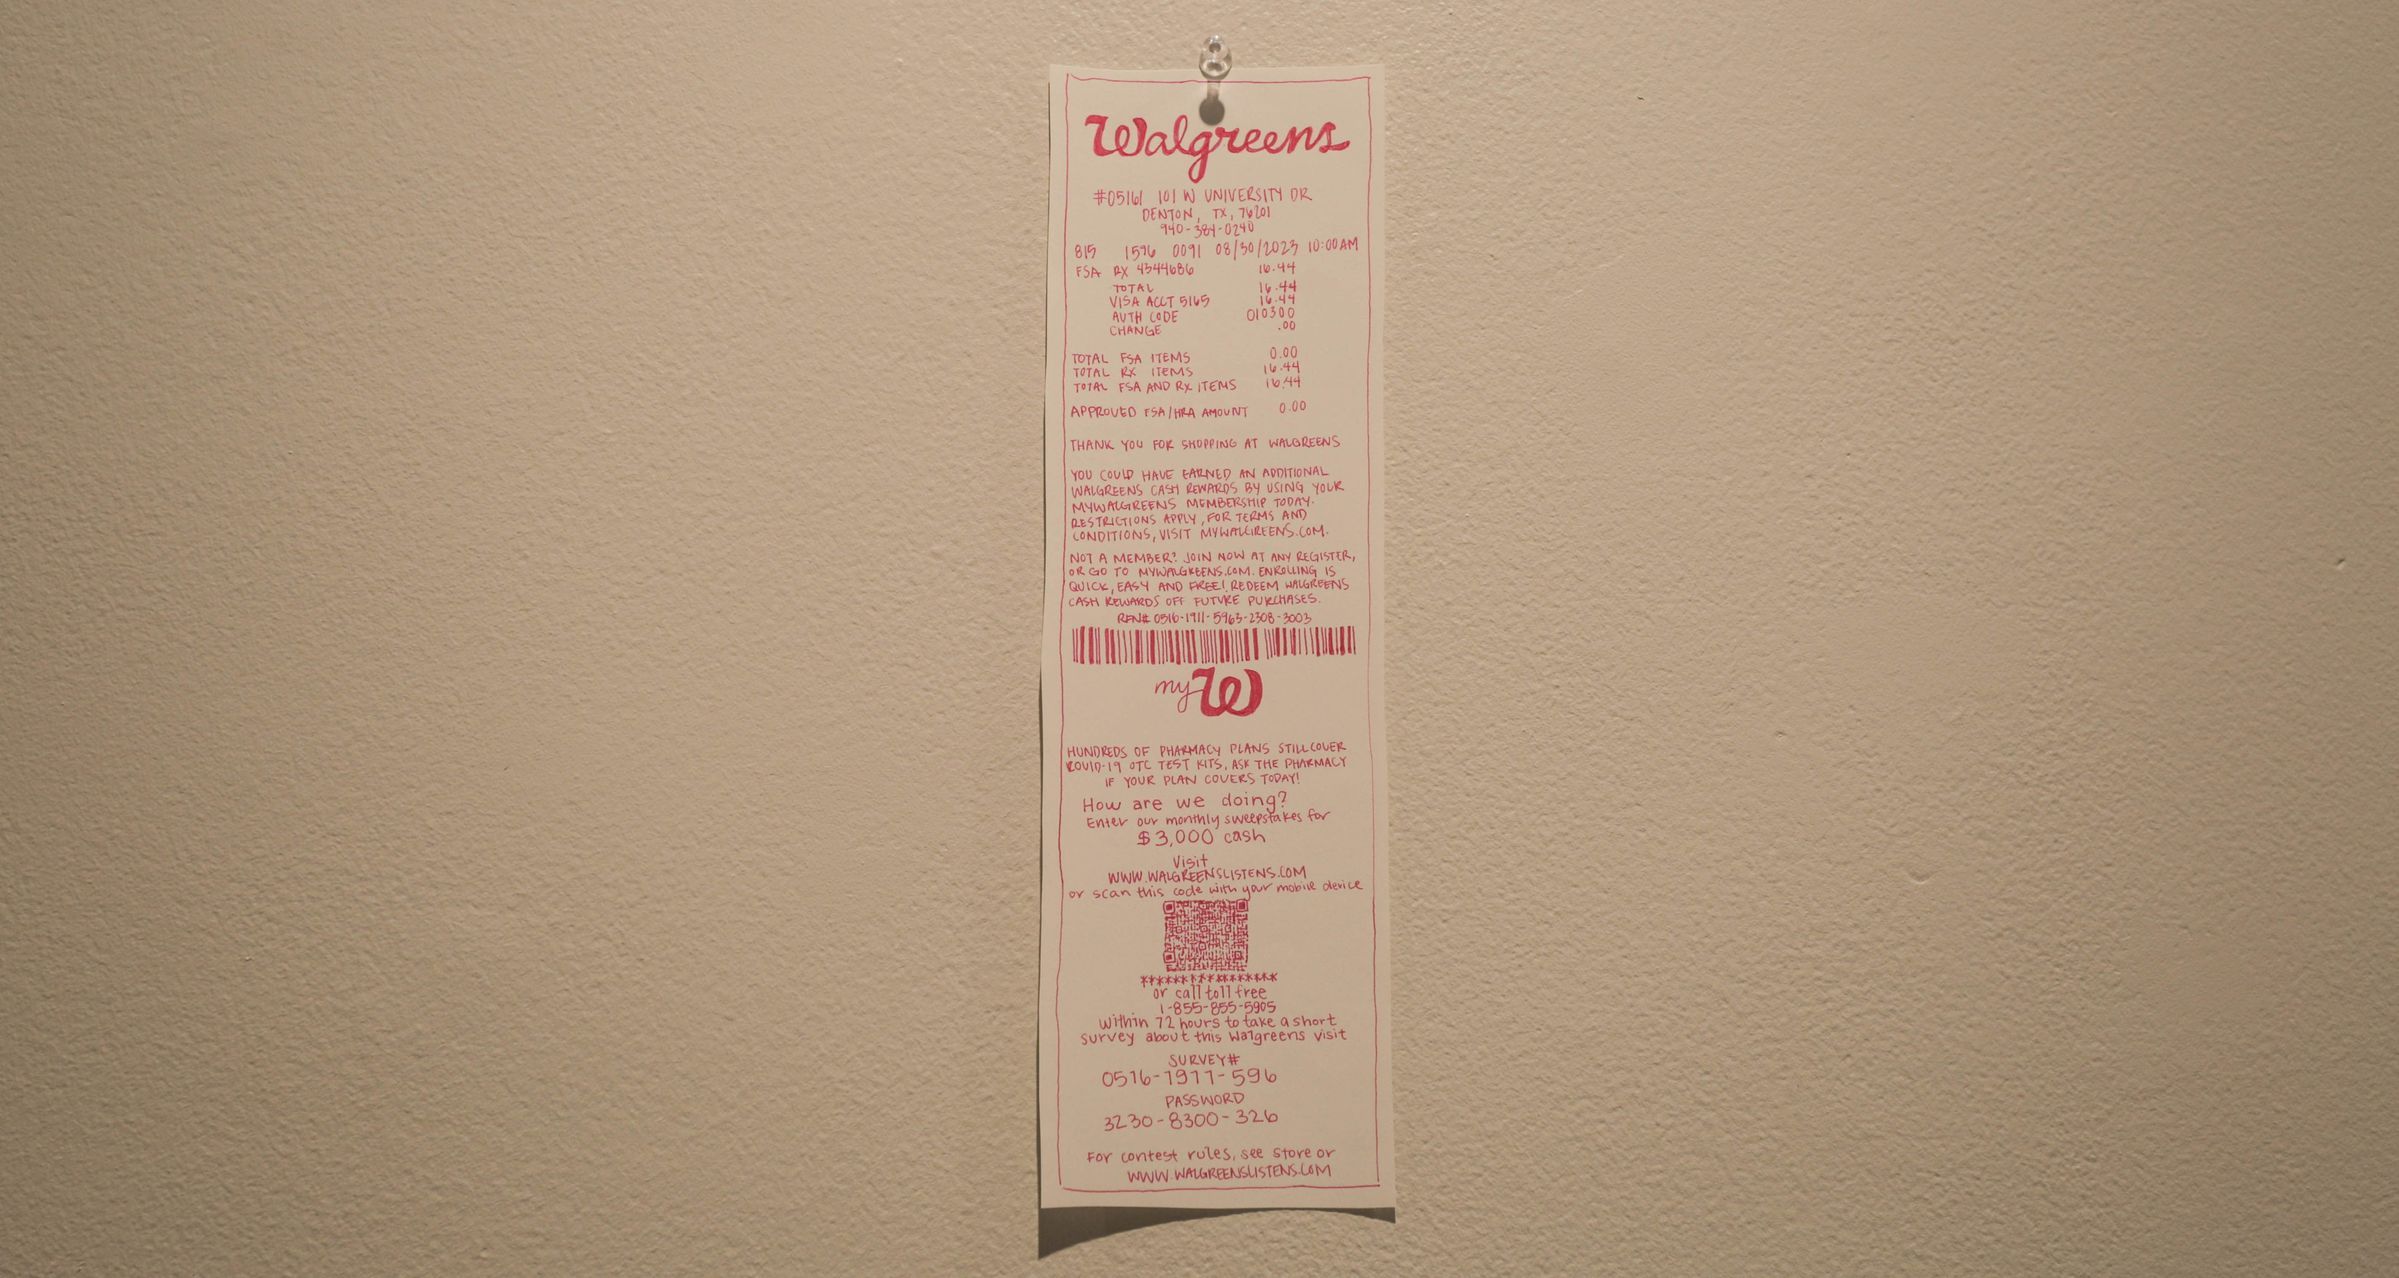 Walgreens
#05161 101 W UNIVERSITY DR
DENTON, TX, 76201
940-384-0240
815 1596 0091 08/30/2023 10:00AM
FSA RX 4344686 16.44
TOTAL 16.44
VISA ACCT 5165 16.44
AUTH CODE 010300
CHANGE .00
TOTAL FSA ITEMS 0.00
TOTAL RX ITEMS 16.44
TOTAL FSA AND RX ITEMS 16.44
APPROVED FSA/HRA AMOUNT 0.00
THANK YOU FOR SHOPPING AT WALGREENS
YOU COULD HAVE EARNED AN ADDITIONAL
WALGREENS CASH REWARDS BY USING YOUR
MYWALGREENS MEMBERSHIP TODAY.
RESTRICTIONS APPLY, FOR TERMS AND
CONDITIONS, VISIT MYWALGREENS.COM.
NOT A MEMBER? JOIN NOW AT ANY REGISTER,
OR GO TO MYWALGREENS.COM. ENROLLING IS
QUICK, EASY AND FREE! REDEEM WALGREENS
CASH REWARDS OFF FUTURE PURCHASES.
RFN# 0516-1911-5963-2308-3003
my W
HUNDREDS OF PHARMACY PLANS STILL COVER
COVID-19 OTC TEST KITS, ASK THE PHARMACY
IF YOUR PLAN COVERS TODAY!
How are we doing?
Enter our monthly sweepstakes for
$3,000 cash
Visit
WWW.WALGREENSLISTENS.COM
or scan this code with your mobile device
*****************
or call toll free
1-855-855-5905
within 72 hours to take a short
survey about this Walgreens visit
SURVEY#
0516-1911-596
PASSWORD
3230-8300-326
For contest rules, see store or
WWW.WALGREENSLISTENS.COM